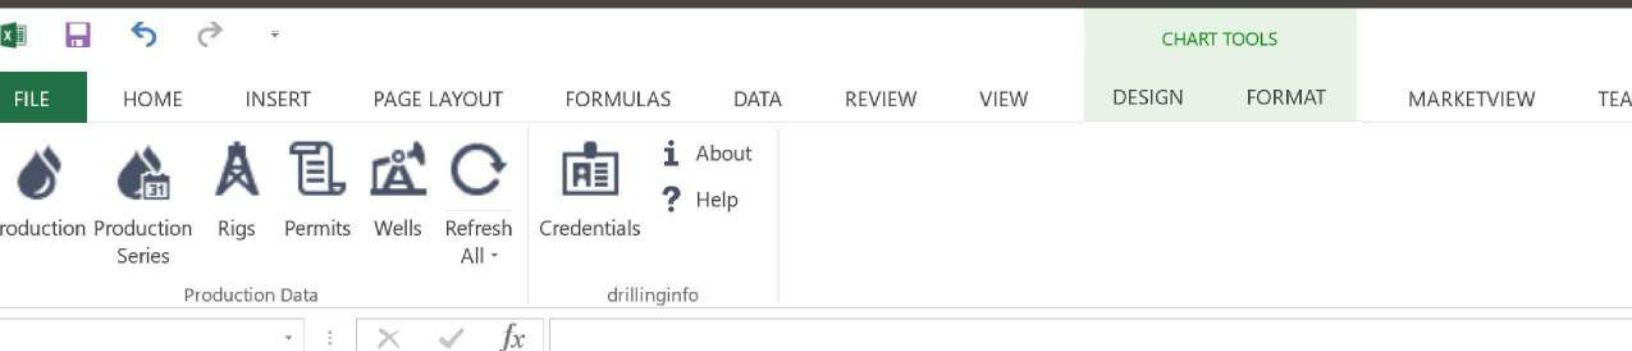 CHART TOOLS
FILE HOME INSERT PAGE LAYOUT FORMULAS DATA REVIEW VIEW DESIGN FORMAT MARKETVIEW TEA
roduction Production Series Rigs Permits Wells Refresh All Credentials
About
Help
Production Data drillinginfo
fx